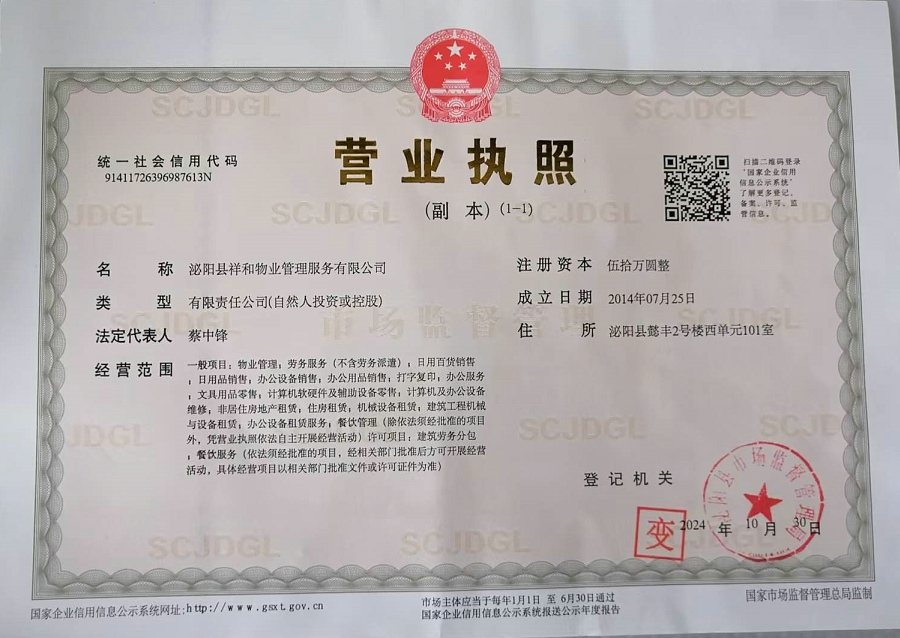 营业执照
(副 本) (1-1)
统一社会信用代码
91411726396987613N
扫描二维码登录
“国家企业信用
信息公示系统”
了解更多登记、
备案、许可、监
管信息。
名 称 泌阳县祥和物业管理服务有限公司
类 型 有限责任公司(自然人投资或控股)
法定代表人 蔡中锋
经营范围 一般项目：物业管理；劳务服务（不含劳务派遣）；日用百货销售
；日用品销售；办公设备销售；办公用品销售；打字复印；办公服务
；文具用品零售；计算机软硬件及辅助设备零售；计算机及办公设备
维修；非居住房地产租赁；住房租赁；机械设备租赁；建筑工程机械
与设备租赁；办公设备租赁服务；餐饮管理（除依法须经批准的项目
外，凭营业执照依法自主开展经营活动）许可项目：建筑劳务分包
；餐饮服务（依法须经批准的项目，经相关部门批准后方可开展经营
活动，具体经营项目以相关部门批准文件或许可证件为准）
注册资本 伍拾万圆整
成立日期 2014年07月25日
住 所 泌阳县懿丰2号楼西单元101室
市场监督管理
SCJDGL
登记机关
泌阳县市场监督管理局
变
2024 年 10 月 30 日
国家企业信用信息公示系统网址:http://www.gsxt.gov.cn
市场主体应当于每年1月1日 至 6月30日通过
国家企业信用信息公示系统报送公示年度报告
国家市场监督管理总局监制